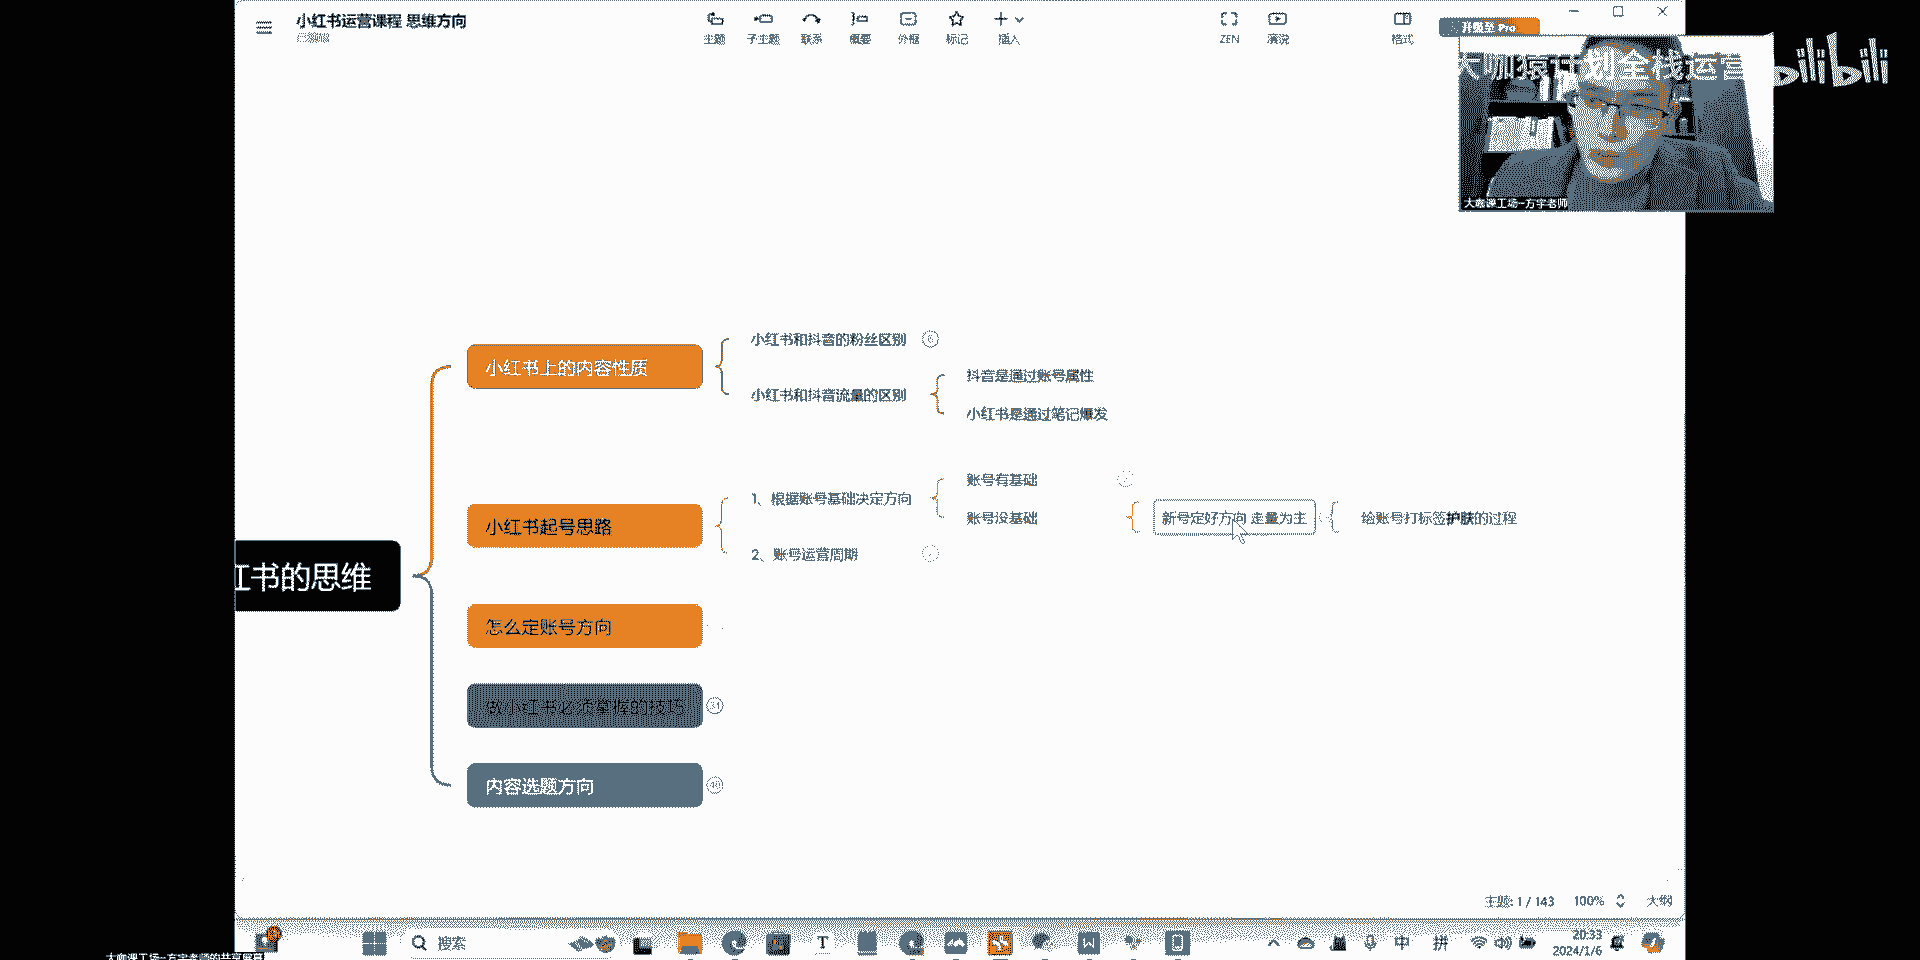 小红书运营课程 思维方向
已编辑
主题
子主题
联系
概要
外框
标记
插入
ZEN
演说
格式
升级至 Pro
大咖猿计划全栈运营
bilibili
大咖课工场-方宇老师
小红书上的内容性质
小红书和抖音的粉丝区别
6
小红书和抖音流量的区别
抖音是通过账号属性
小红书是通过笔记爆发
小红书起号思路
1、根据账号基础决定方向
账号有基础
账号没基础
新号定好方向 走量为主
给账号打标签护肤的过程
2、账号运营周期
红书的思维
怎么定账号方向
做小红书必须掌握的技巧
31
内容选题方向
40
主题: 1 / 143
100%
大纲
搜索
中
拼
20:33
2024/1/6
大咖课工场-方宇老师的共享屏幕